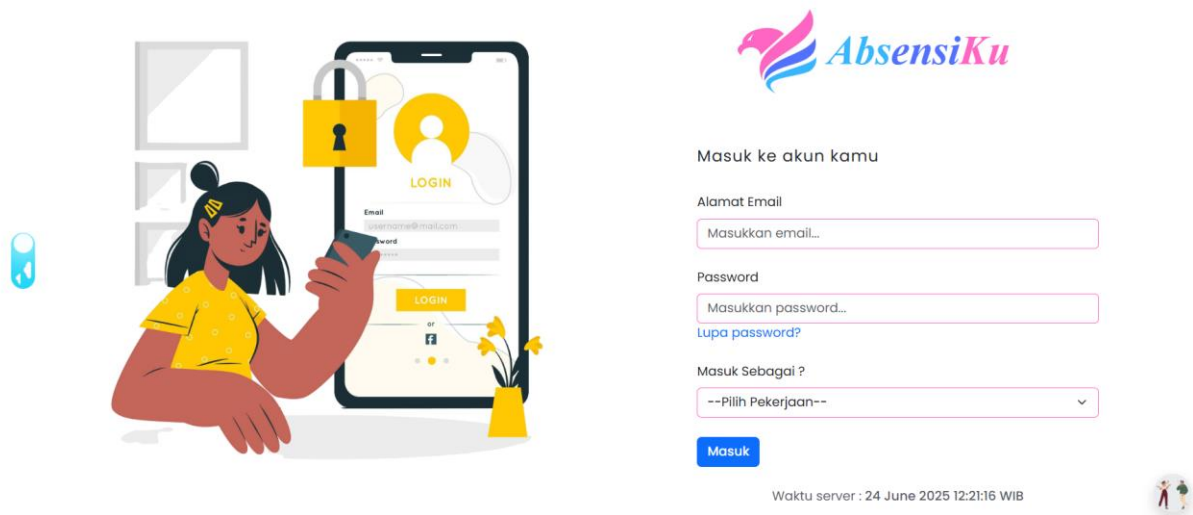 AbsensiKu
LOGIN
Email
username@mail.com
sword
LOGIN
or
Masuk ke akun kamu
Alamat Email
Masukkan email...
Password
Masukkan password...
Lupa password?
Masuk Sebagai ?
--Pilih Pekerjaan--
Masuk
Waktu server : 24 June 2025 12:21:16 WIB